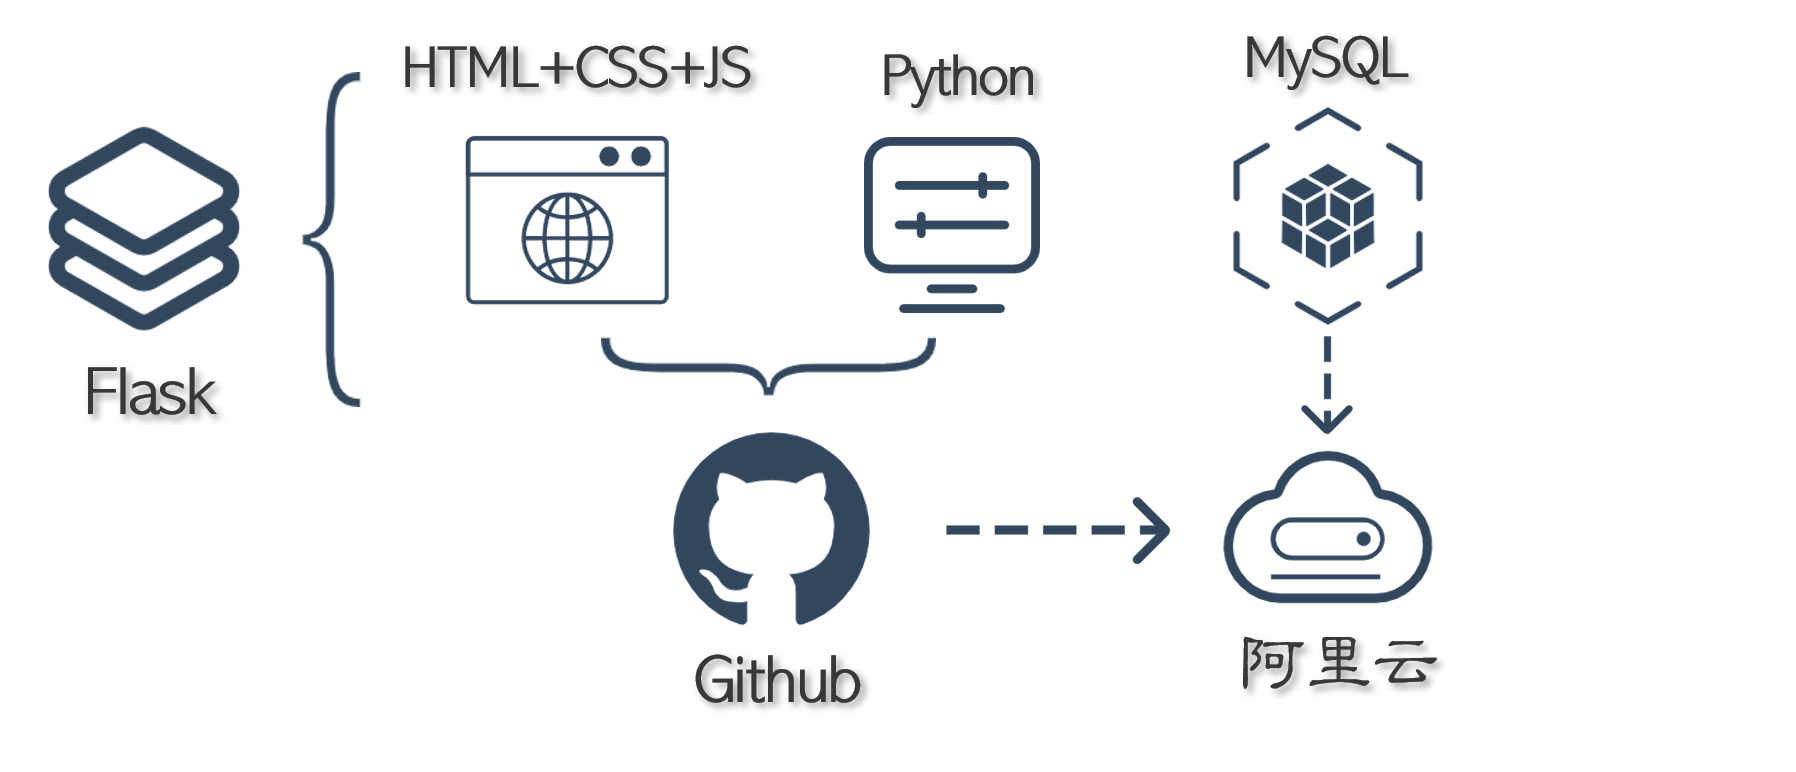 HTML+CSS+JS
Python
MySQL
Flask
Github
阿里云